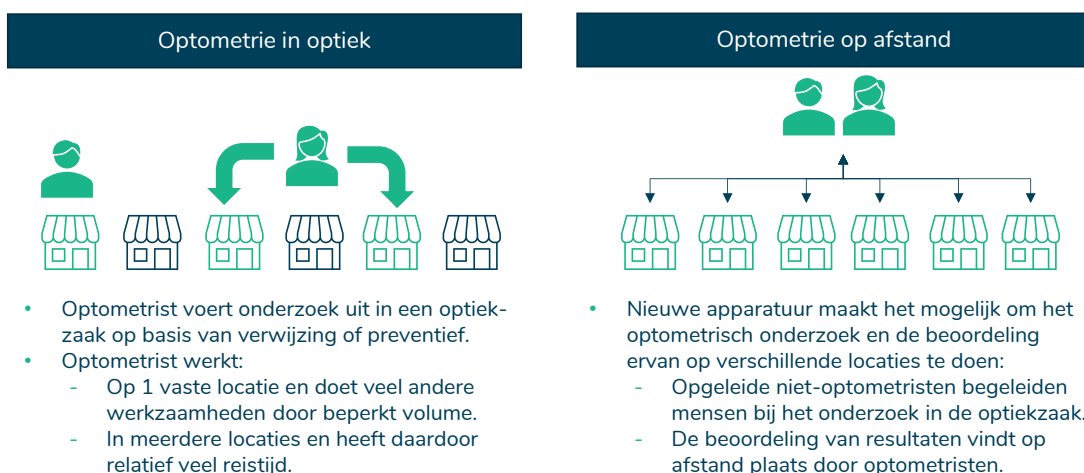 Optometrie in optiek
• Optometrist voert onderzoek uit in een optiek-
zaak op basis van verwijzing of preventief.
• Optometrist werkt:
- Op 1 vaste locatie en doet veel andere
werkzaamheden door beperkt volume.
- In meerdere locaties en heeft daardoor
relatief veel reistijd.
Optometrie op afstand
• Nieuwe apparatuur maakt het mogelijk om het
optometrisch onderzoek en de beoordeling
ervan op verschillende locaties te doen:
- Opgeleide niet-optometristen begeleiden
mensen bij het onderzoek in de optiekzaak.
- De beoordeling van resultaten vindt op
afstand plaats door optometristen.